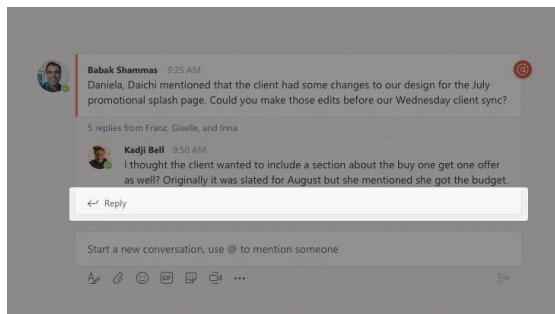 Babak Shammas 9:25 AM
Daniela, Daichi mentioned that the client had some changes to our design for the July
promotional splash page. Could you make those edits before our Wednesday client sync?
5 replies from Franz, Giselle, and Inna
Kadji Bell 9:50 AM
I thought the client wanted to include a section about the buy one get one offer
as well? Originally it was slated for August but she mentioned she got the budget.
Reply
Start a new conversation, use @ to mention someone
GIF